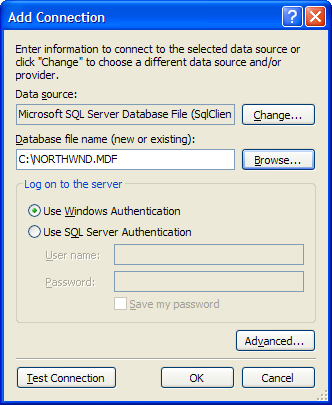 Add Connection
Enter information to connect to the selected data source or
click "Change" to choose a different data source and/or
provider.
Data source:
Microsoft SQL Server Database File (SqlClien
Change...
Database file name (new or existing):
C:\NORTHWND.MDF
Browse...
Log on to the server
Use Windows Authentication
Use SQL Server Authentication
User name:
Password:
Save my password
Advanced...
Test Connection
OK
Cancel